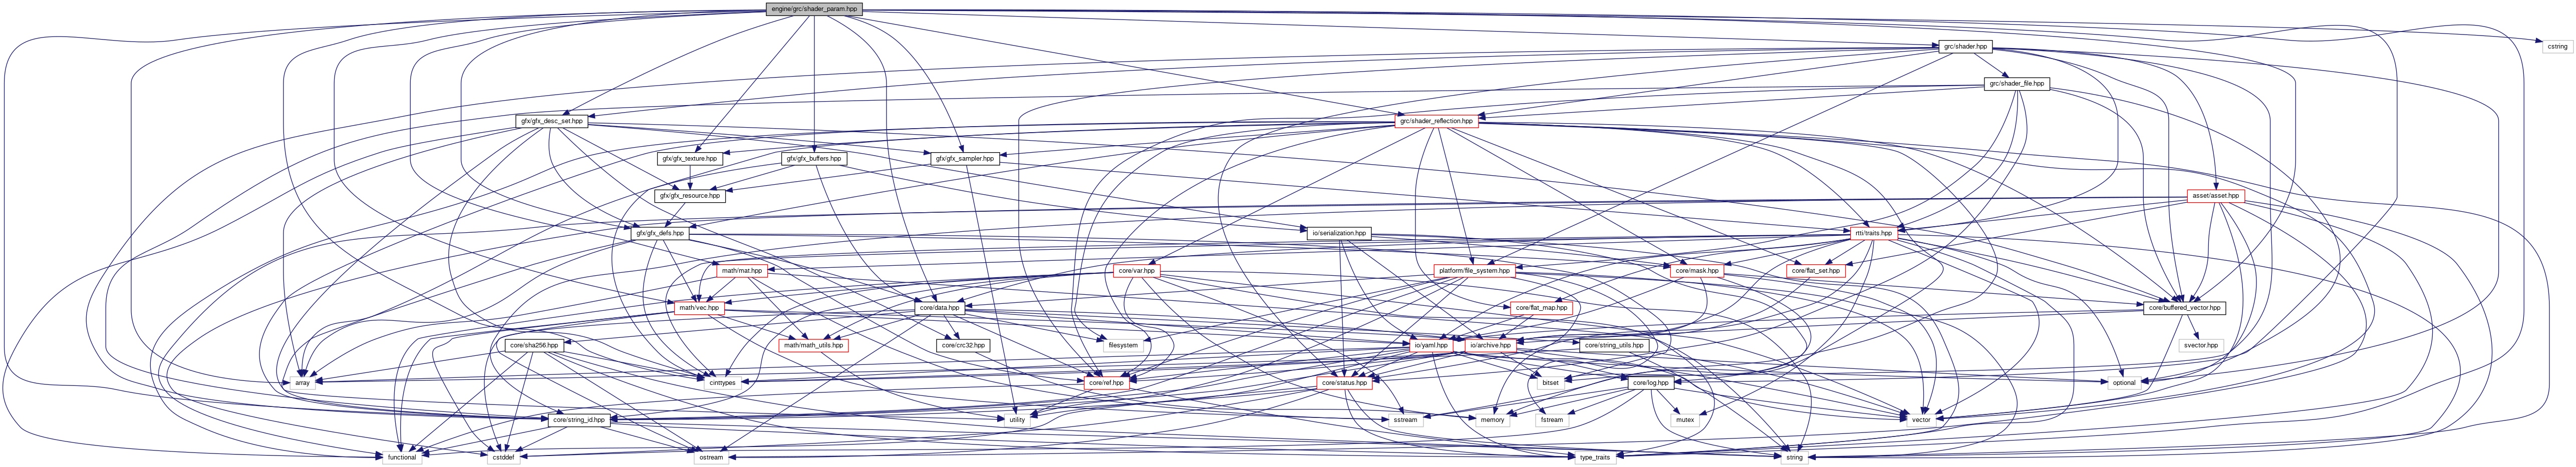 engine/grc/shader_param.hpp
grc/shader.hpp
cstring
grc/shader_file.hpp
gfx/gfx_desc_set.hpp
grc/shader_reflection.hpp
gfx/gfx_texture.hpp
gfx/gfx_buffers.hpp
gfx/gfx_sampler.hpp
gfx/gfx_resource.hpp
asset/asset.hpp
gfx/gfx_defs.hpp
io/serialization.hpp
rtti/traits.hpp
math/mat.hpp
core/var.hpp
platform/file_system.hpp
core/mask.hpp
core/flat_set.hpp
math/vec.hpp
core/data.hpp
core/flat_map.hpp
core/buffered_vector.hpp
core/sha256.hpp
math/math_utils.hpp
core/crc32.hpp
filesystem
io/yaml.hpp
io/archive.hpp
core/string_utils.hpp
svector.hpp
array
cinttypes
core/ref.hpp
core/status.hpp
bitset
core/log.hpp
optional
core/string_id.hpp
utility
sstream
memory
fstream
mutex
vector
functional
cstddef
ostream
type_traits
string